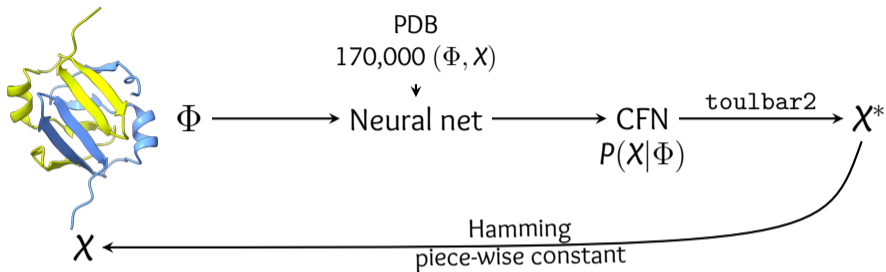 PDB
170,000 (Φ, X)
Φ
Neural net
CFN
toulbar2
X*
P(X|Φ)
Hamming
X
piece-wise constant